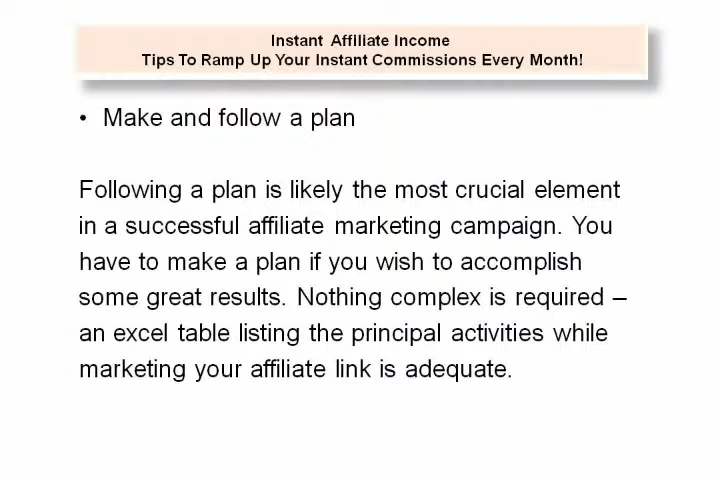 Instant Affiliate Income
Tips To Ramp Up Your Instant Commissions Every Month!
• Make and follow a plan
Following a plan is likely the most crucial element
in a successful affiliate marketing campaign. You
have to make a plan if you wish to accomplish
some great results. Nothing complex is required –
an excel table listing the principal activities while
marketing your affiliate link is adequate.